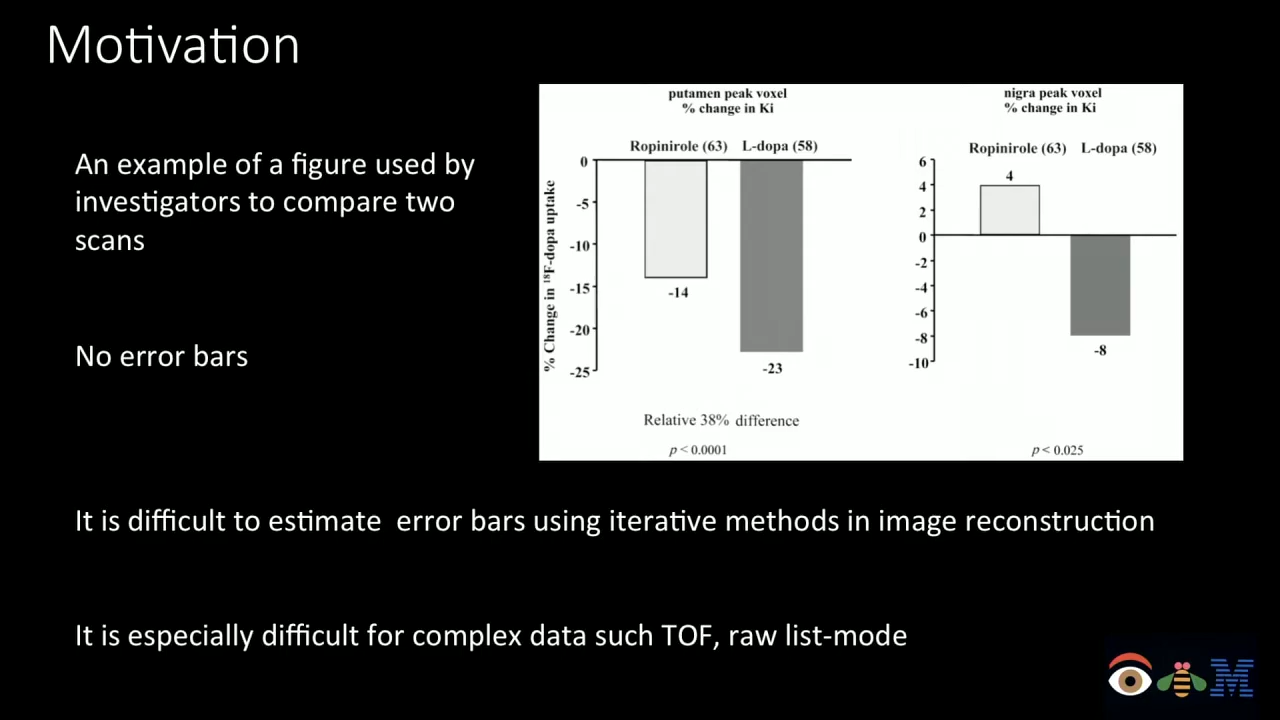 Motivation
An example of a figure used by
investigators to compare two
scans
No error bars
putamen peak voxel
% change in Ki
Ropinirole (63) L-dopa (58)
% Change in ¹⁸F-dopa uptake
0
-5
-10
-15
-20
-25
-14
-23
Relative 38% difference
p < 0.0001
nigra peak voxel
% change in Ki
Ropinirole (63) L-dopa (58)
6
4
2
0
-2
-4
-6
-8
-10
4
-8
p < 0.025
It is difficult to estimate error bars using iterative methods in image reconstruction
It is especially difficult for complex data such TOF, raw list-mode
M